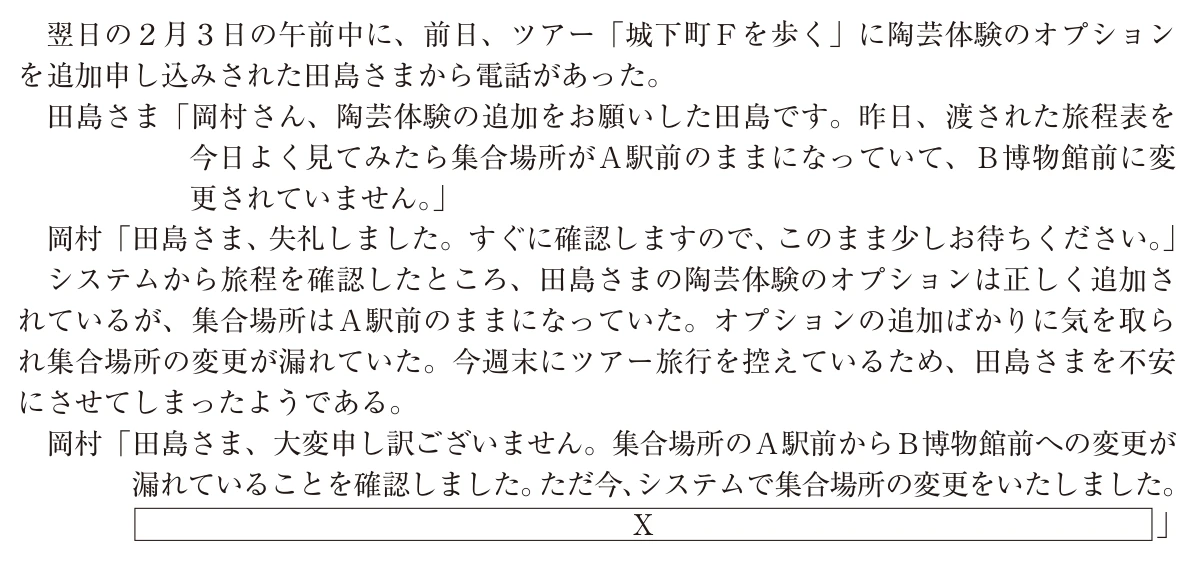 翌日の２月３日の午前中に、前日、ツアー「城下町Ｆを歩く」に陶芸体験のオプション
を追加申し込みされた田島さまから電話があった。
田島さま「岡村さん、陶芸体験の追加をお願いした田島です。昨日、渡された旅程表を
今日よく見てみたら集合場所がＡ駅前のままになっていて、Ｂ博物館前に変
更されていません。」
岡村「田島さま、失礼しました。すぐに確認しますので、このまま少しお待ちください。」
システムから旅程を確認したところ、田島さまの陶芸体験のオプションは正しく追加さ
れているが、集合場所はＡ駅前のままになっていた。オプションの追加ばかりに気を取ら
れ集合場所の変更が漏れていた。今週末にツアー旅行を控えているため、田島さまを不安
にさせてしまったようである。
岡村「田島さま、大変申し訳ございません。集合場所のＡ駅前からＢ博物館前への変更が
漏れていることを確認しました。ただ今、システムで集合場所の変更をいたしました。
Ｘ」